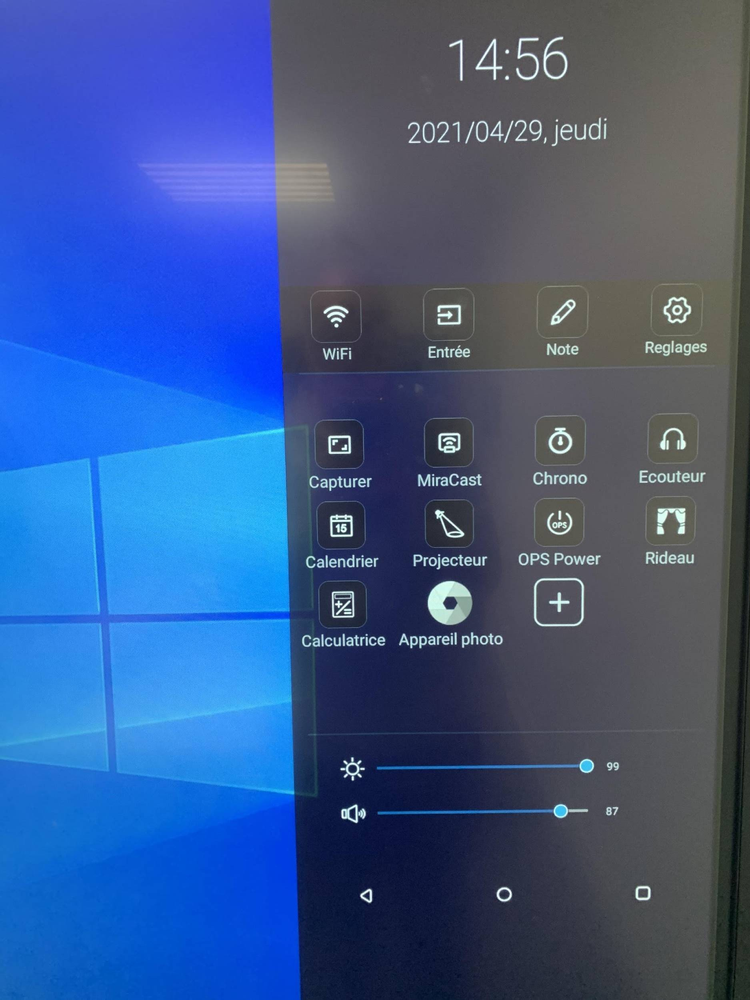 14:56
2021/04/29, jeudi
WiFi Entrée Note Reglages
Capturer MiraCast Chrono Ecouteur
15 OPS
Calendrier Projecteur OPS Power Rideau
Calculatrice Appareil photo
99
87